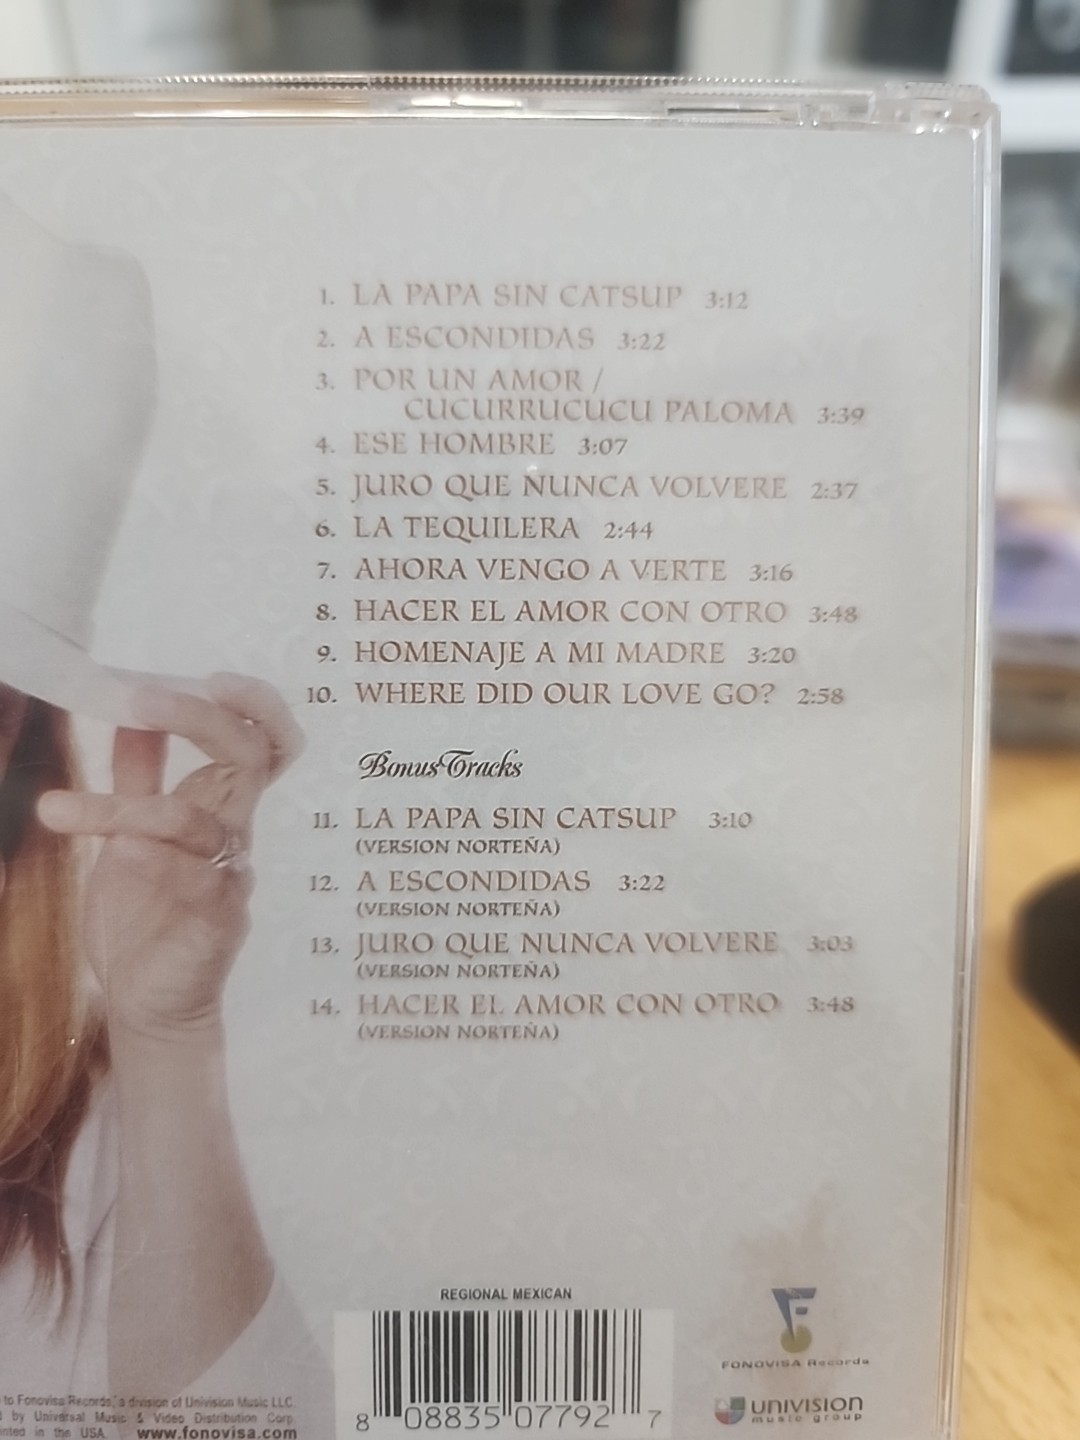 1. LA PAPA SIN CATSUP 3:12
2. A ESCONDIDAS 3:22
3. POR UN AMOR /
CUCURRUCUCU PALOMA 3:39
4. ESE HOMBRE 3:07
5. JURO QUE NUNCA VOLVERE 2:37
6. LA TEQUILERA 2:44
7. AHORA VENGO A VERTE 3:16
8. HACER EL AMOR CON OTRO 3:48
9. HOMENAJE A MI MADRE 3:20
10. WHERE DID OUR LOVE GO? 2:58
Bonus Tracks
11. LA PAPA SIN CATSUP 3:10
(VERSION NORTEÑA)
12. A ESCONDIDAS 3:22
(VERSION NORTEÑA)
13. JURO QUE NUNCA VOLVERE 3:03
(VERSION NORTEÑA)
14. HACER EL AMOR CON OTRO 3:48
(VERSION NORTEÑA)
REGIONAL MEXICAN
8 08835 07792 7
FONOVISA Records
UNIVISION
music group
to Fonovisa Records, a division of Univision Music LLC.
by Universal Music & Video Distribution Corp.
in the USA. www.fonovisa.com